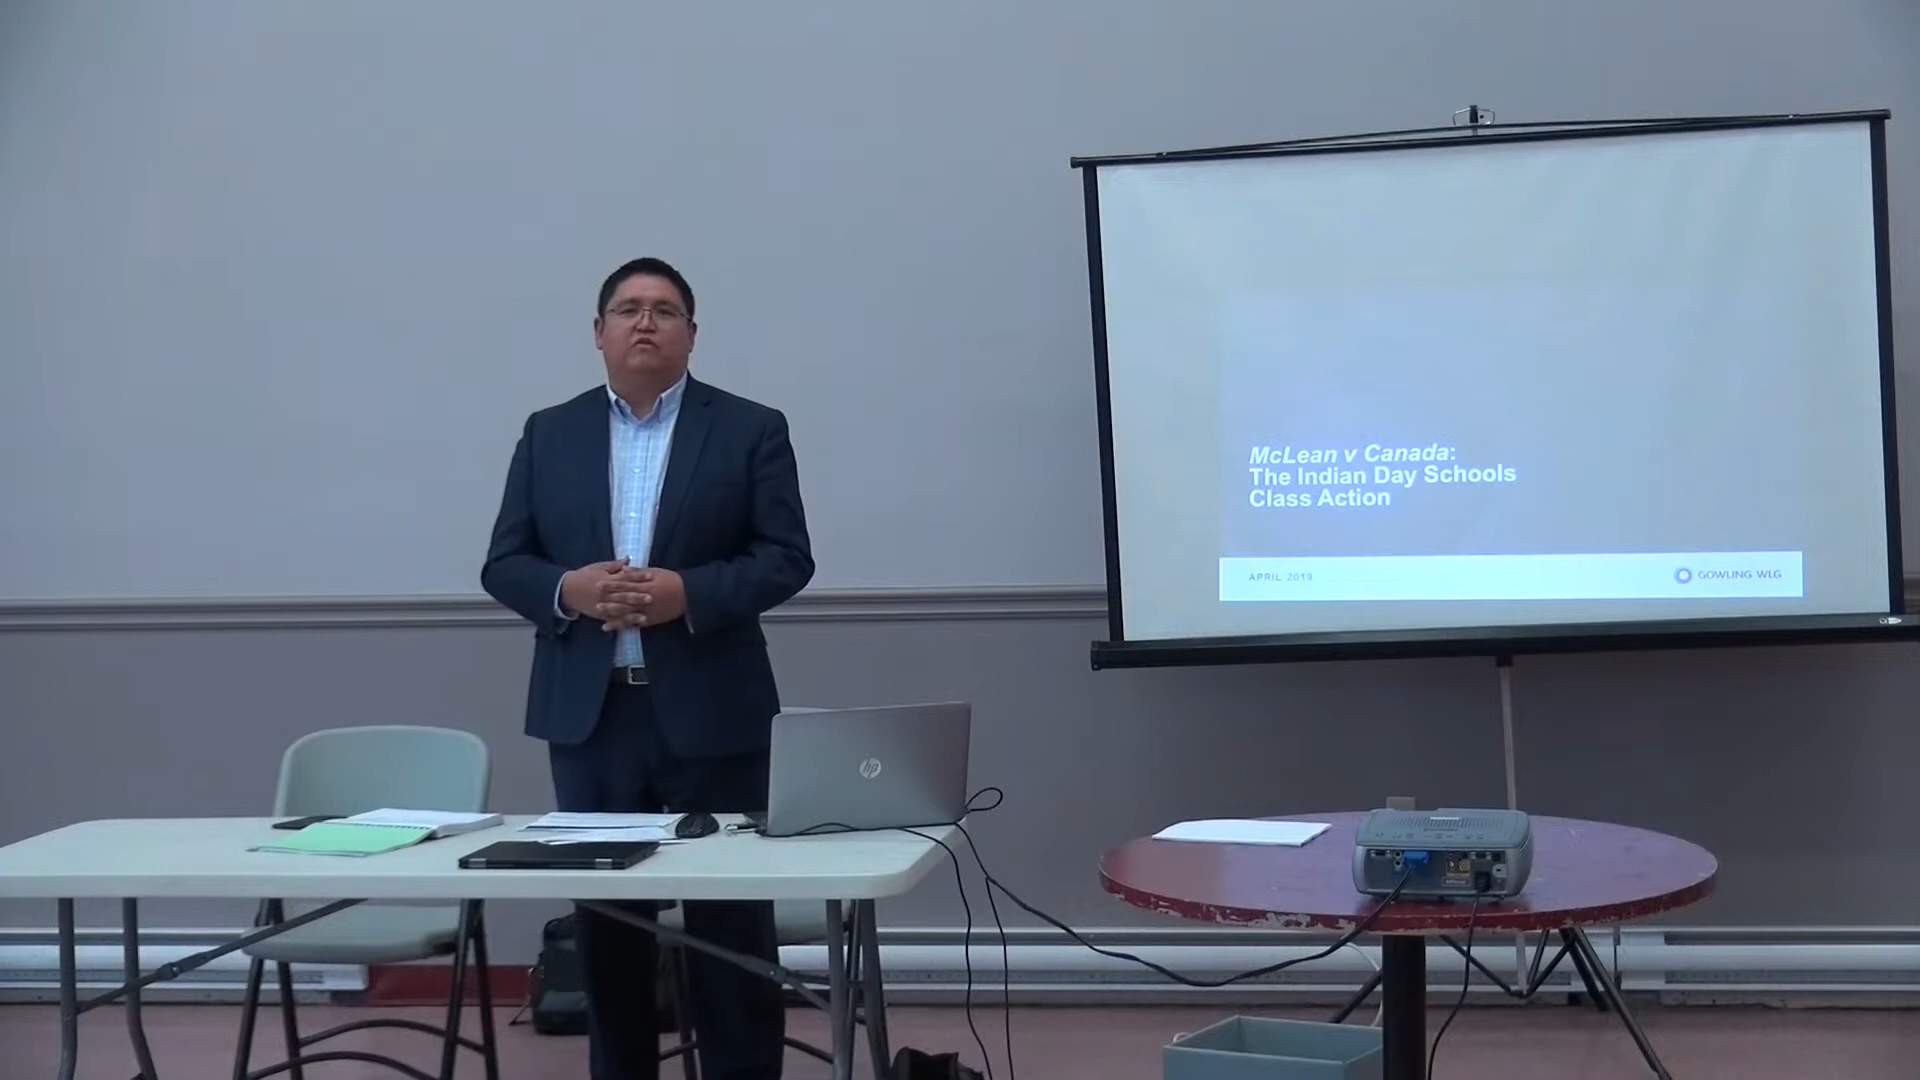 McLean v Canada:
The Indian Day Schools
Class Action
APRIL 2019
GOWLING WLG
hp